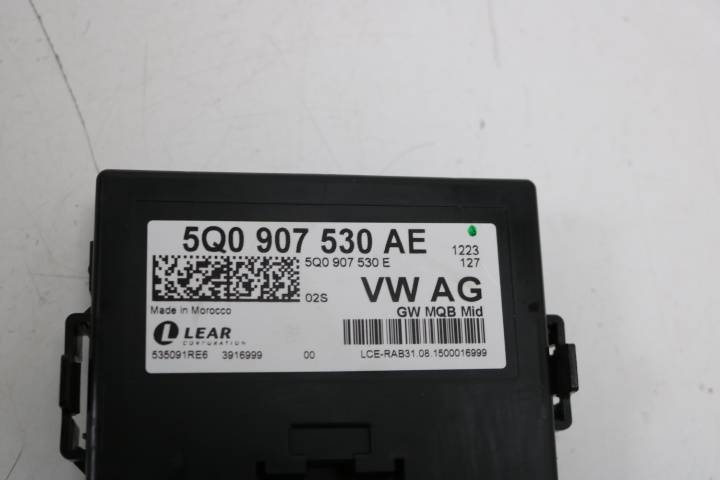 5Q0 907 530 AE 1223
5Q0 907 530 E 127
02S VW AG
Made in Morocco GW MQB Mid
LEAR
CORPORATION
535091RE6 3916999 00 LCE-RAB31.08.1500016999